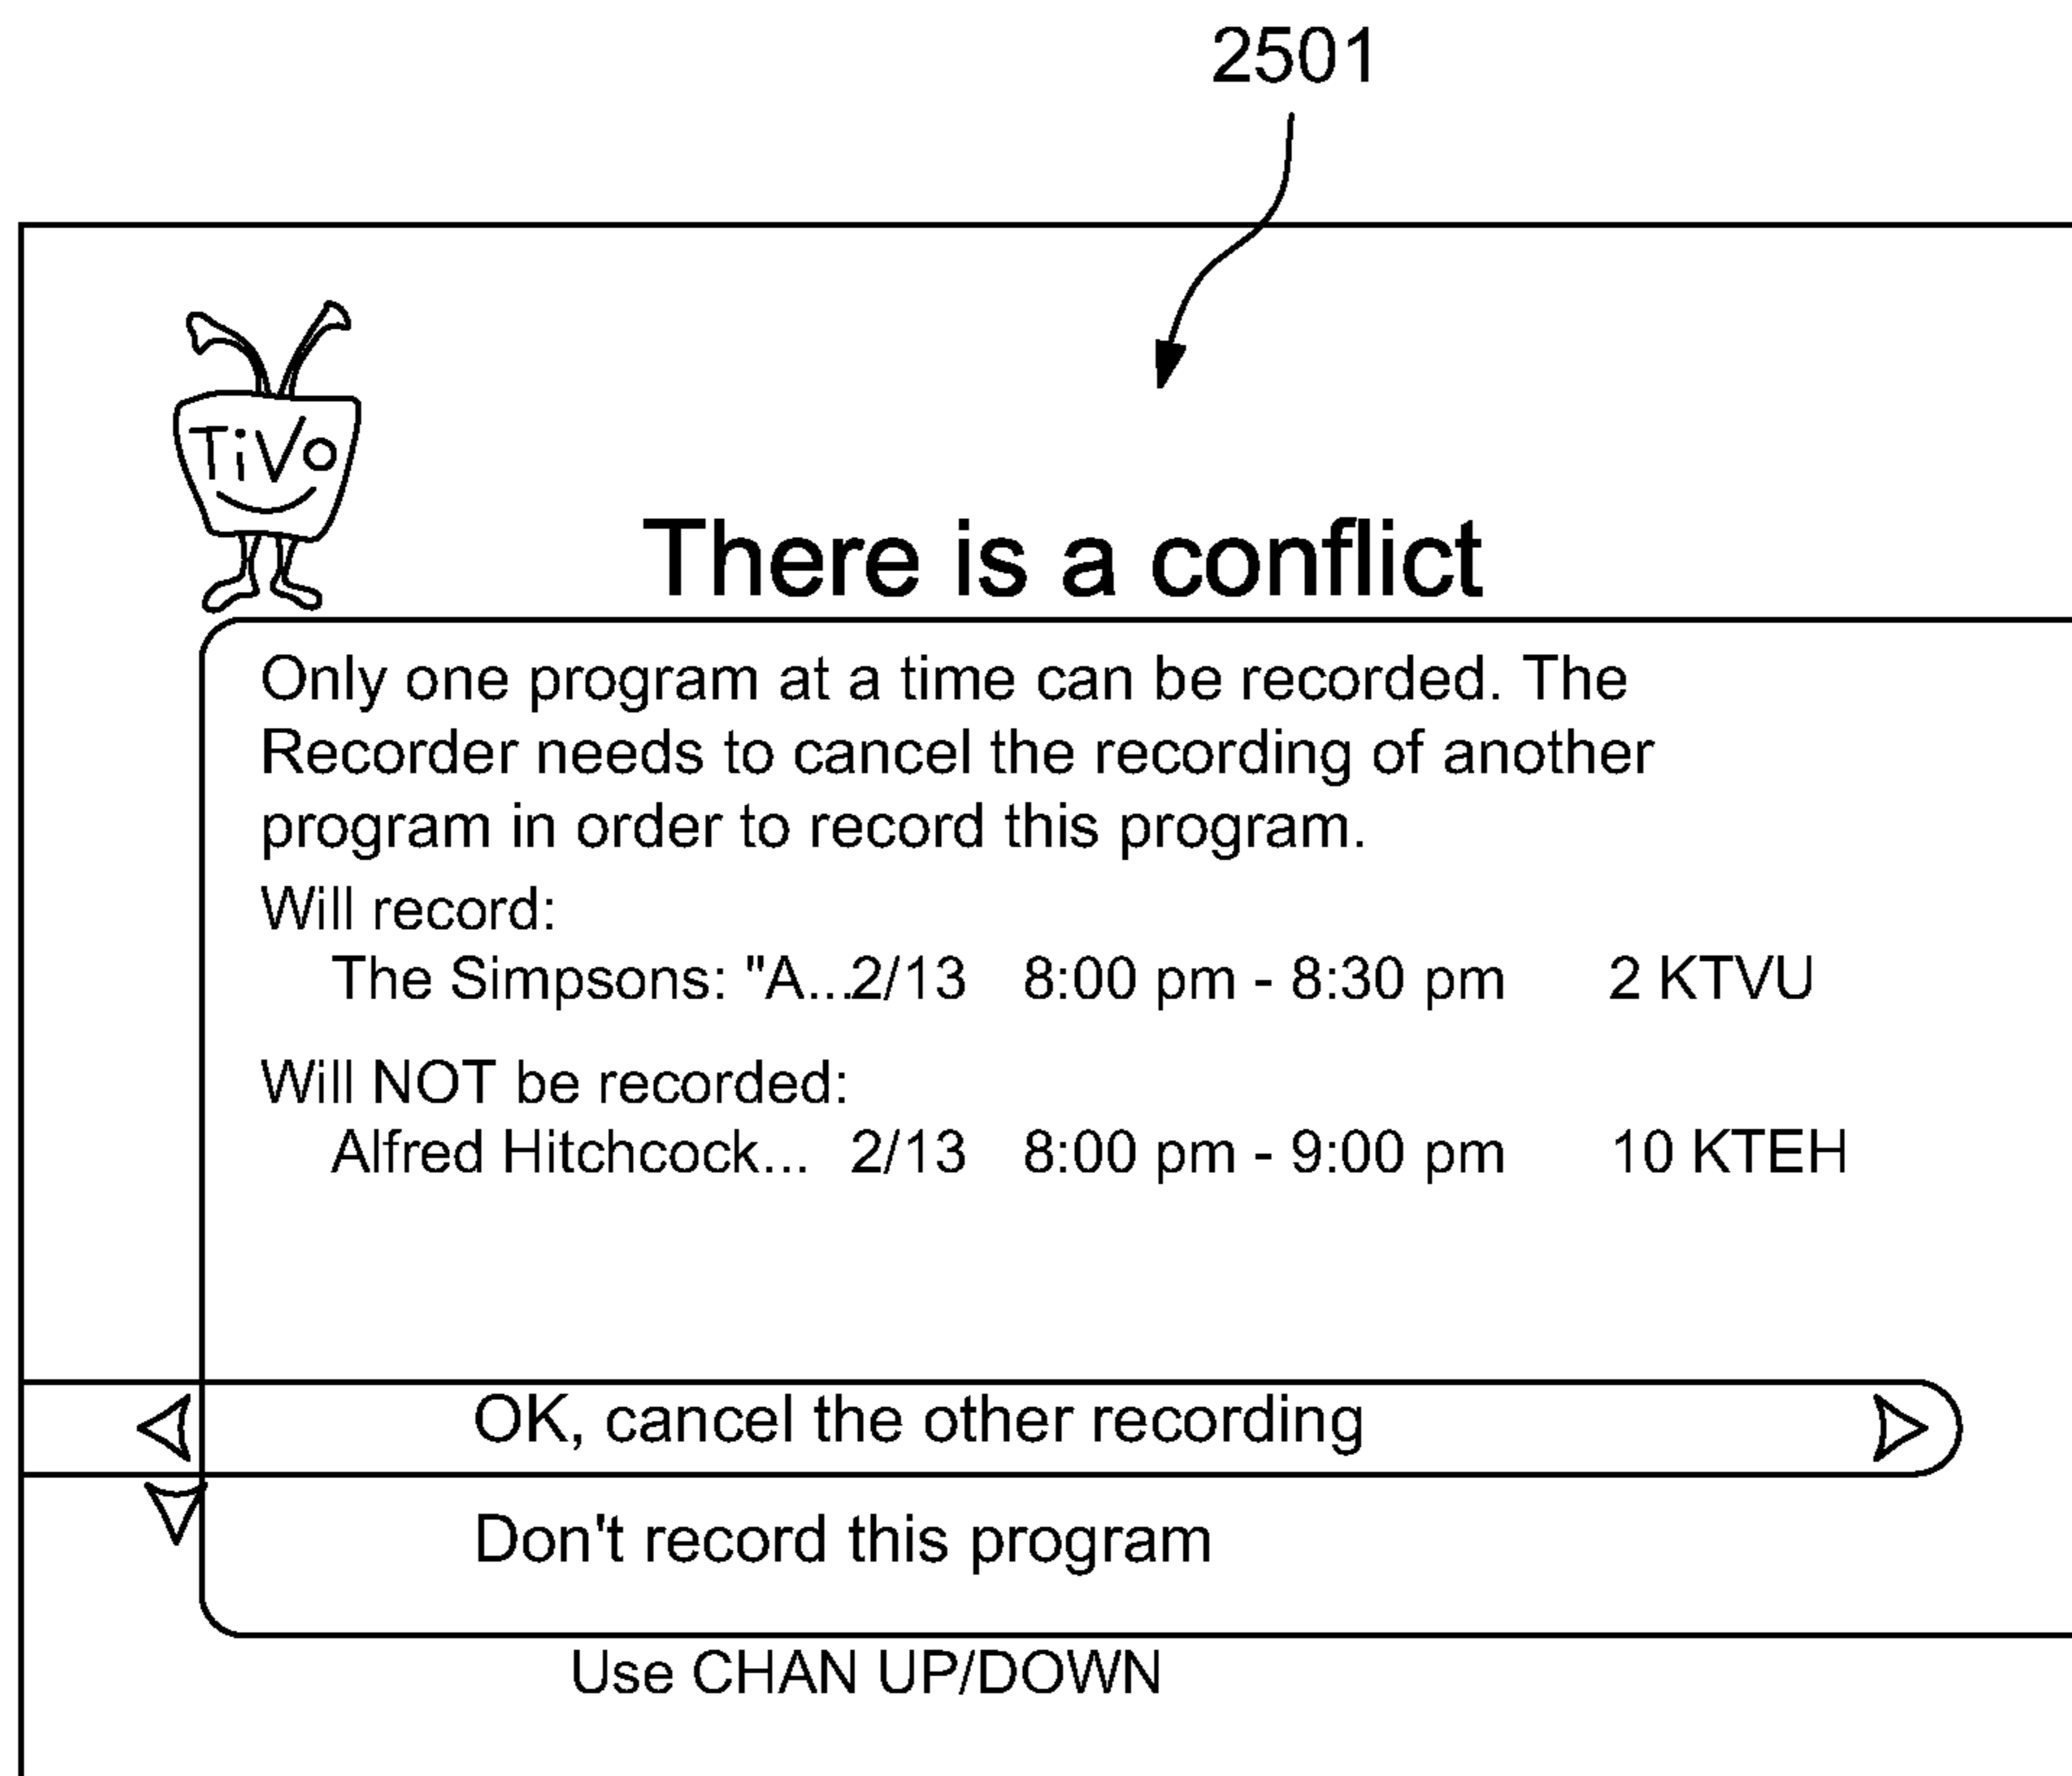 2501
TiVo
There is a conflict
Only one program at a time can be recorded. The
Recorder needs to cancel the recording of another
program in order to record this program.
Will record:
The Simpsons: "A... 2/13 8:00 pm - 8:30 pm 2 KTVU
Will NOT be recorded:
Alfred Hitchcock... 2/13 8:00 pm - 9:00 pm 10 KTEH
OK, cancel the other recording
Don't record this program
Use CHAN UP/DOWN